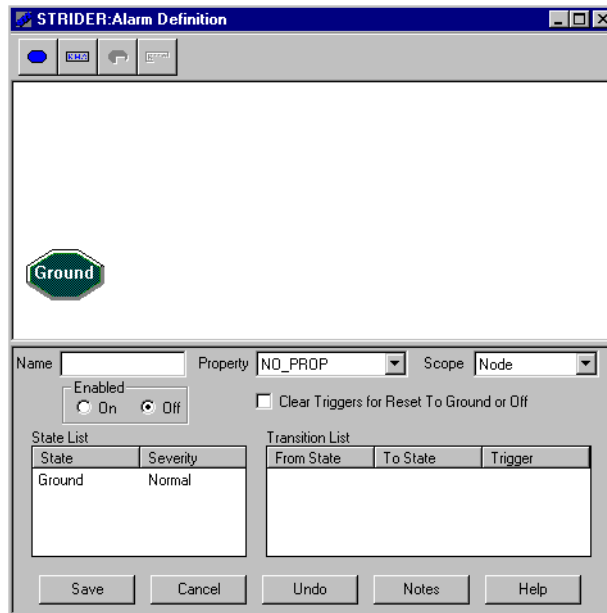 STRIDER:Alarm Definition
Ground
Name Property NO_PROP Scope Node
Enabled
On Off Clear Triggers for Reset To Ground or Off
State List Transition List
State Severity From State To State Trigger
Ground Normal
Save Cancel Undo Notes Help